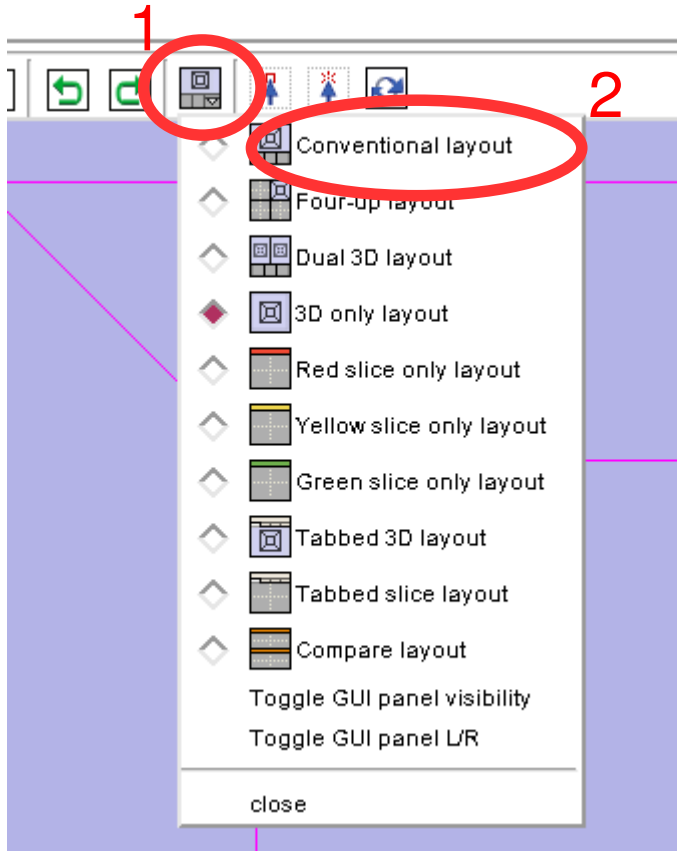 1
2
Conventional layout
Four-up layout
Dual 3D layout
3D only layout
Red slice only layout
Yellow slice only layout
Green slice only layout
Tabbed 3D layout
Tabbed slice layout
Compare layout
Toggle GUI panel visibility
Toggle GUI panel L/R
close